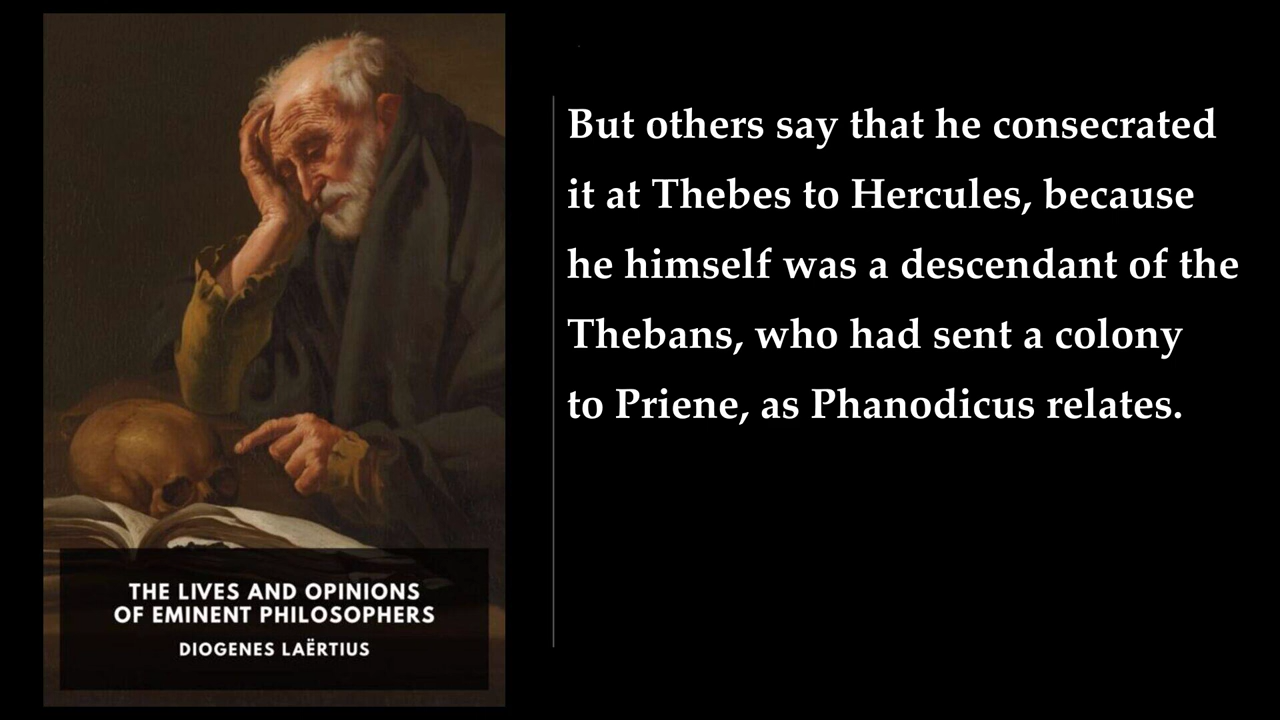 But others say that he consecrated
it at Thebes to Hercules, because
he himself was a descendant of the
Thebans, who had sent a colony
to Priene, as Phanodicus relates.
THE LIVES AND OPINIONS
OF EMINENT PHILOSOPHERS
DIOGENES LAËRTIUS